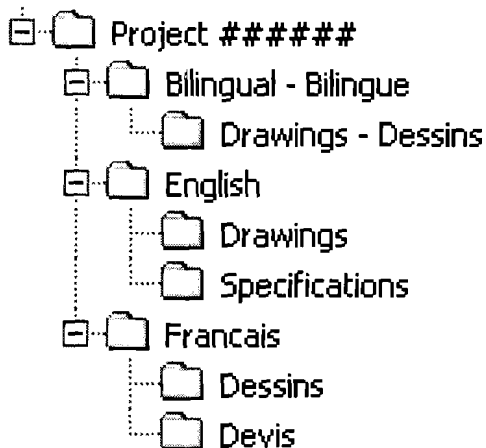 Project ######
Bilingual - Bilingue
Drawings - Dessins
English
Drawings
Specifications
Francais
Dessins
Devis